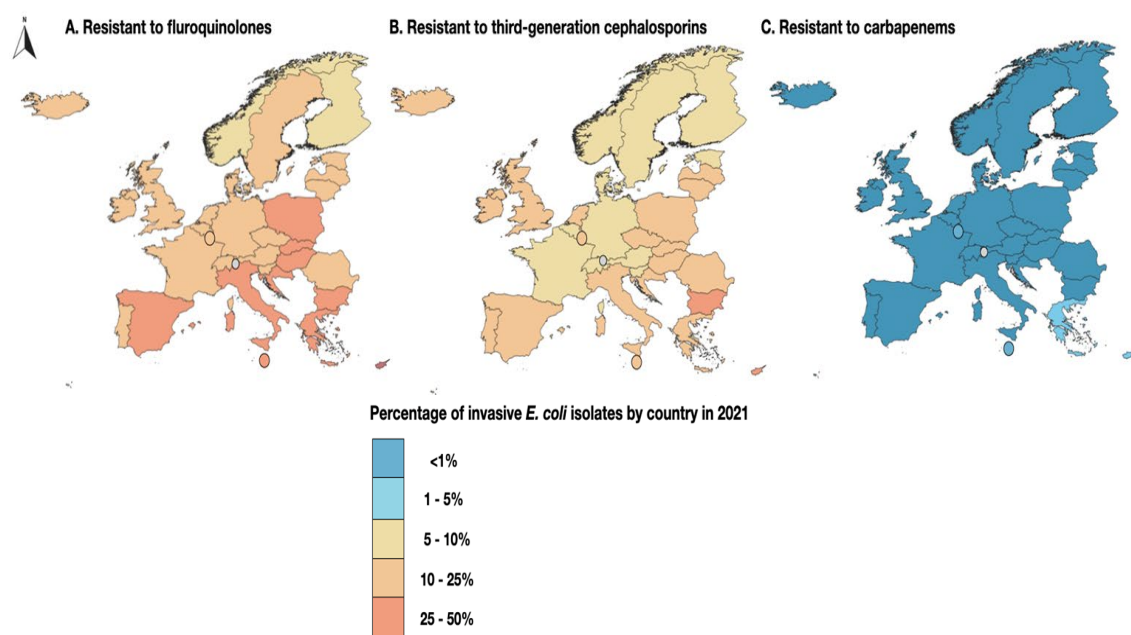 N
A. Resistant to fluroquinolones
B. Resistant to third-generation cephalosporins
C. Resistant to carbapenems
Percentage of invasive E. coli isolates by country in 2021
<1%
1 - 5%
5 - 10%
10 - 25%
25 - 50%